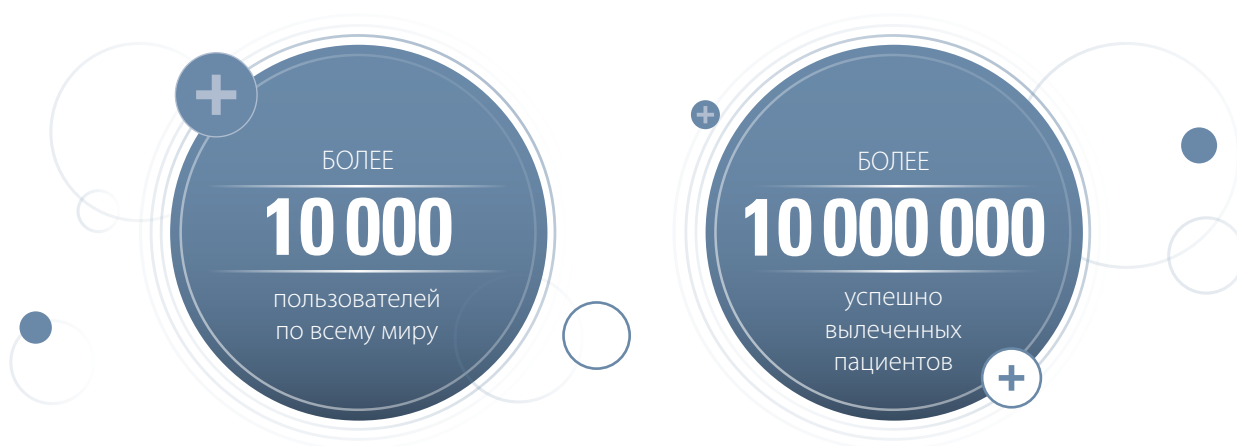 БОЛЕЕ
10 000
пользователей
по всему миру
БОЛЕЕ
10 000 000
успешно
вылеченных
пациентов